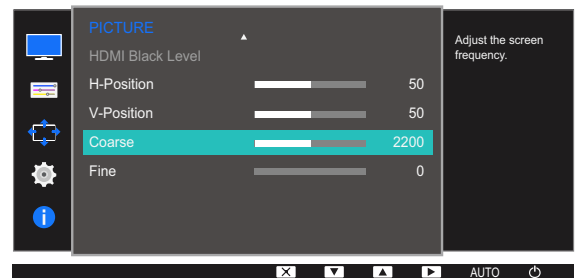 PICTURE
HDMI Black Level
H-Position 50
V-Position 50
Coarse 2200
Fine 0
Adjust the screen
frequency.
AUTO